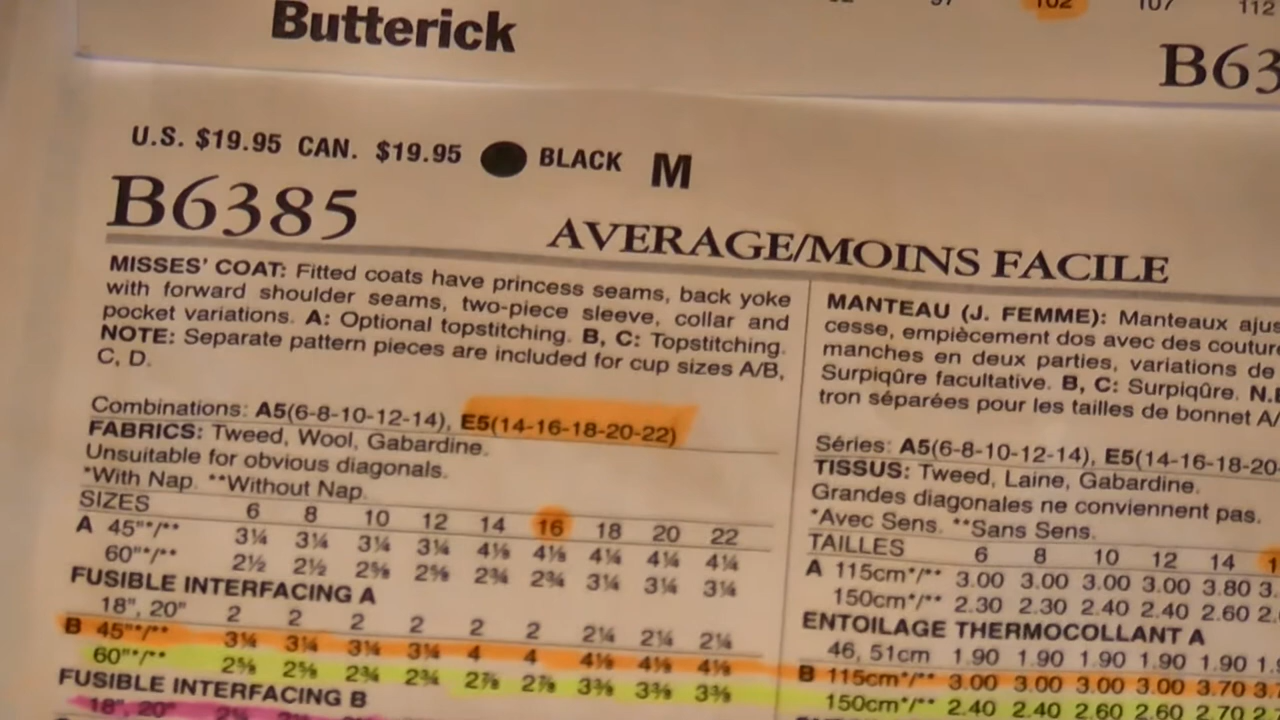 102 107 112
Butterick
B63
U.S. $19.95 CAN. $19.95 BLACK M
B6385
AVERAGE/MOINS FACILE
MISSES' COAT: Fitted coats have princess seams, back yoke
with forward shoulder seams, two-piece sleeve, collar and
pocket variations. A: Optional topstitching. B, C: Topstitching.
NOTE: Separate pattern pieces are included for cup sizes A/B,
C, D.
Combinations: A5(6-8-10-12-14), E5(14-16-18-20-22)
FABRICS: Tweed, Wool, Gabardine.
Unsuitable for obvious diagonals.
*With Nap. **Without Nap.
SIZES 6 8 10 12 14 16 18 20 22
A 45"*/** 3¼ 3¼ 3¼ 3¼ 4⅛ 4⅛ 4¼ 4¼ 4¼
60"*/** 2½ 2½ 2⅝ 2⅝ 2¾ 2¾ 3¼ 3¼ 3¼
FUSIBLE INTERFACING A
18", 20" 2 2 2 2 2 2 2¼ 2¼ 2¼
B 45"*/** 3¼ 3¼ 3¼ 3¼ 4 4 4⅛ 4⅛ 4⅛
60"*/** 2⅝ 2⅝ 2¾ 2¾ 2⅞ 2⅞ 3⅜ 3⅜ 3⅜
FUSIBLE INTERFACING B
18", 20"
MANTEAU (J. FEMME): Manteaux ajus
cesse, empiècement dos avec des couture
manches en deux parties, variations de
Surpiqûre facultative. B, C: Surpiqûre. N.B
tron séparées pour les tailles de bonnet A/
Séries: A5(6-8-10-12-14), E5(14-16-18-20-
TISSUS: Tweed, Laine, Gabardine.
Grandes diagonales ne conviennent pas.
*Avec Sens. **Sans Sens.
TAILLES 6 8 10 12 14 1
A 115cm*/** 3.00 3.00 3.00 3.00 3.80 3.
150cm*/** 2.30 2.30 2.40 2.40 2.60 2.
ENTOILAGE THERMOCOLLANT A
46, 51cm 1.90 1.90 1.90 1.90 1.90 1.9
B 115cm*/** 3.00 3.00 3.00 3.00 3.70 3.7
150cm*/** 2.40 2.40 2.60 2.60 2.70 2.7